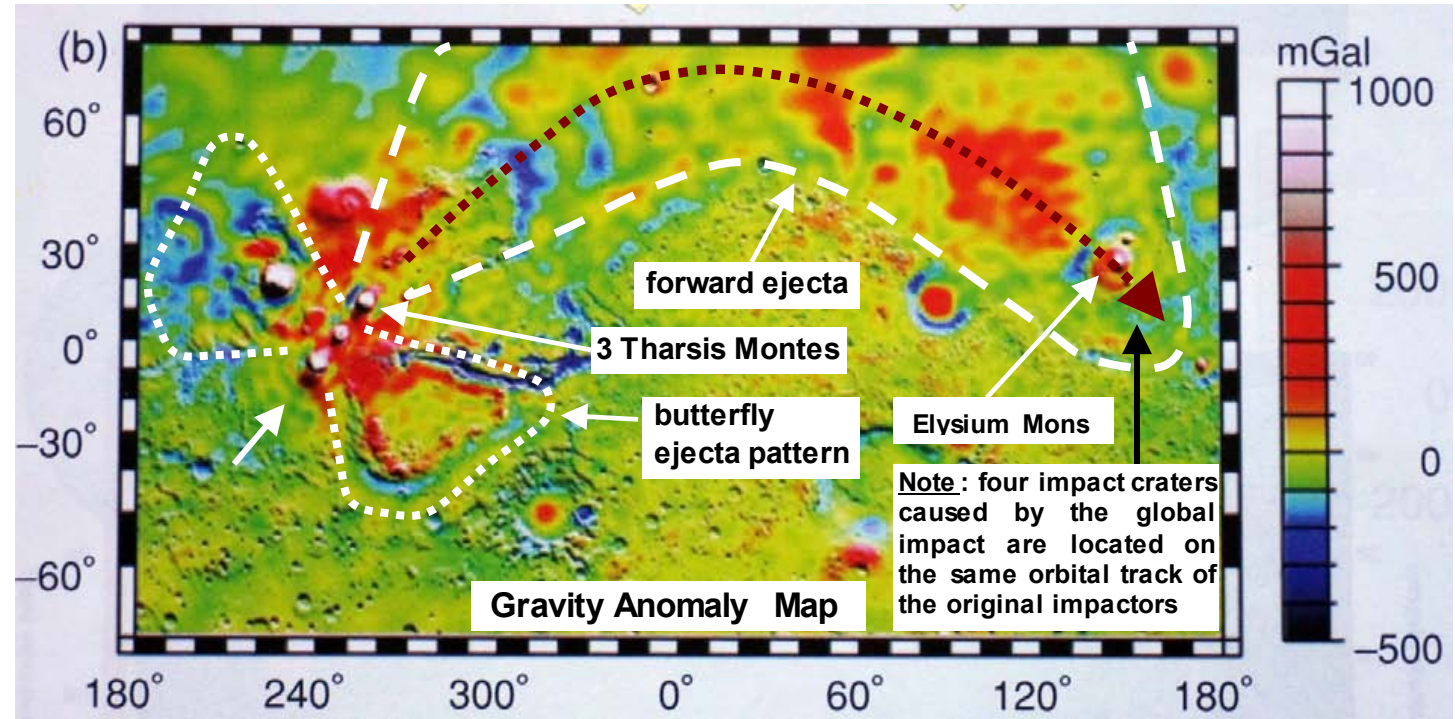 (b)
mGal
1000
500
0
−500
60°
30°
0°
−30°
−60°
forward ejecta
3 Tharsis Montes
butterfly
ejecta pattern
Elysium Mons
Note : four impact craters
caused by the global
impact are located on
the same orbital track of
the original impactors
Gravity Anomaly Map
180° 240° 300° 0° 60° 120° 180°